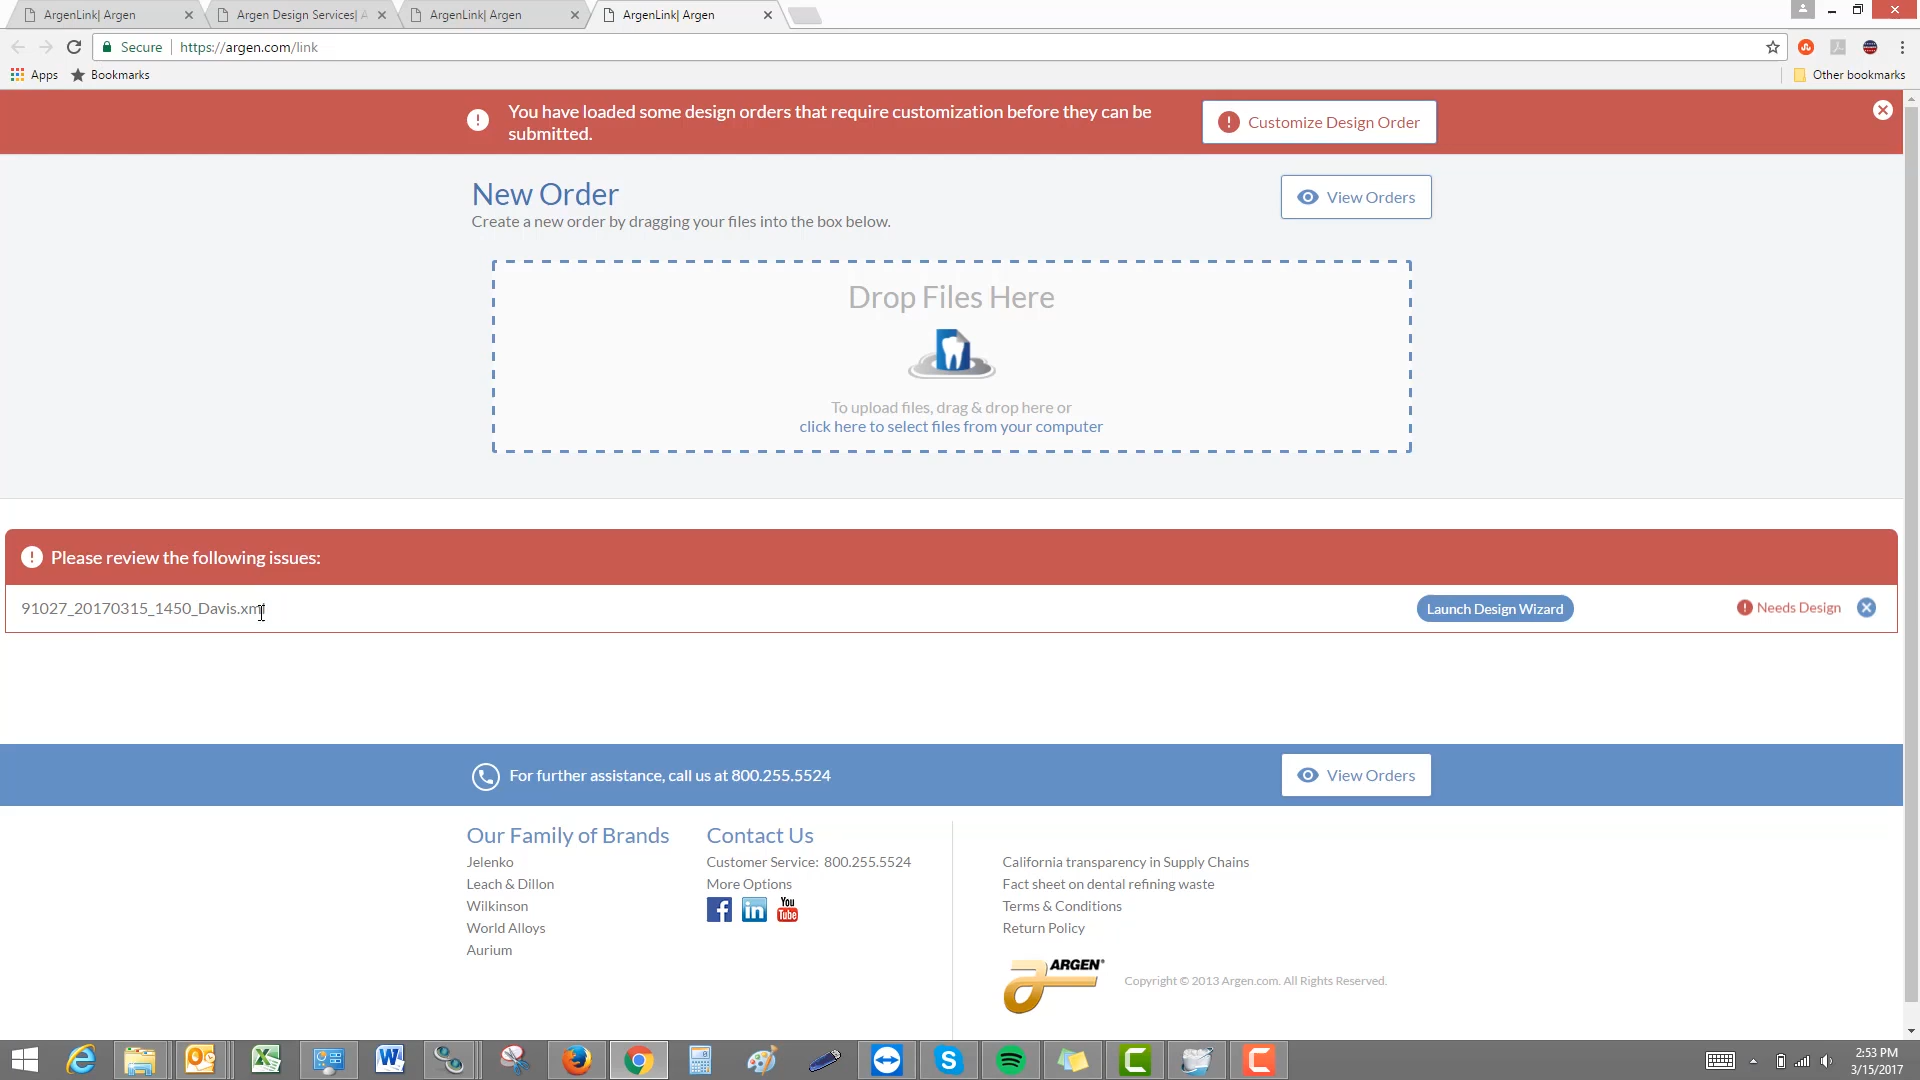 ArgenLink| Argen
Argen Design Services| A
ArgenLink| Argen
ArgenLink| Argen
Secure
https://argen.com/link
Apps
Bookmarks
Other bookmarks
You have loaded some design orders that require customization before they can be
submitted.
Customize Design Order
New Order
View Orders
Create a new order by dragging your files into the box below.
Drop Files Here
To upload files, drag & drop here or
click here to select files from your computer
Please review the following issues:
91027_20170315_1450_Davis.xml
Launch Design Wizard
Needs Design
For further assistance, call us at 800.255.5524
View Orders
Our Family of Brands
Jelenko
Leach & Dillon
Wilkinson
World Alloys
Aurium
Contact Us
Customer Service: 800.255.5524
More Options
You
Tube
California transparency in Supply Chains
Fact sheet on dental refining waste
Terms & Conditions
Return Policy
ARGEN
Copyright © 2013 Argen.com. All Rights Reserved.
2:53 PM
3/15/2017